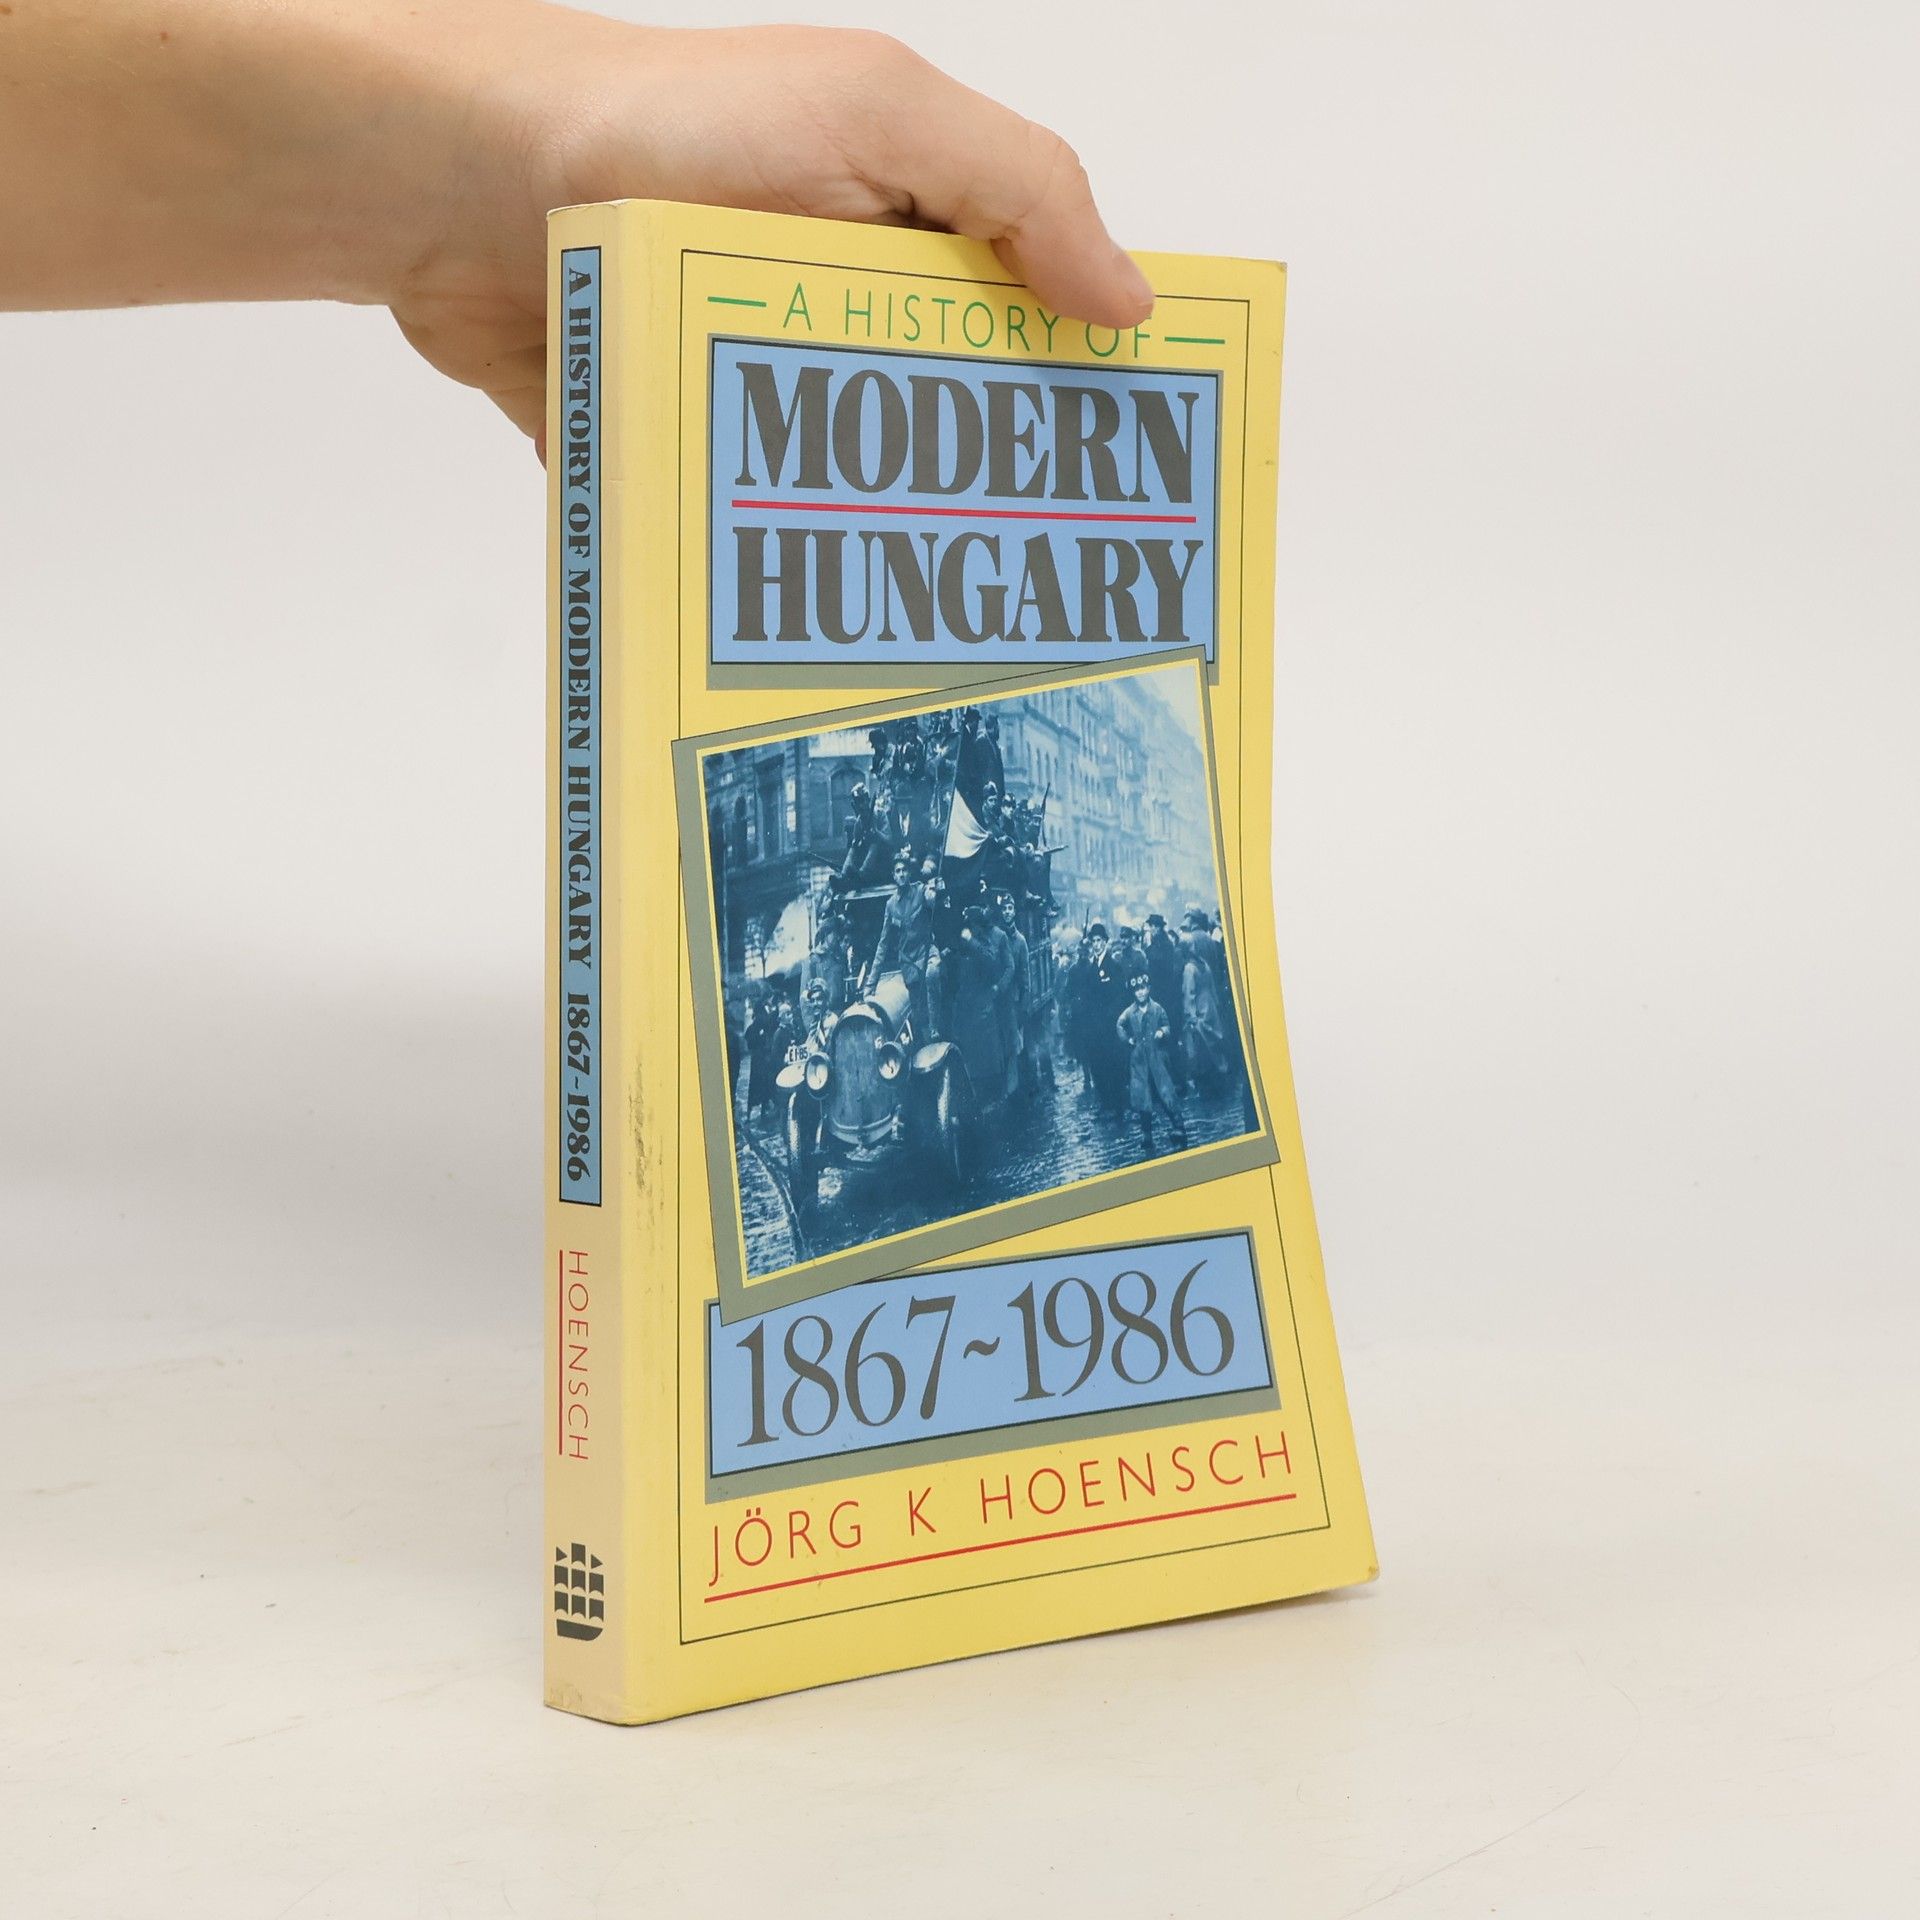 A HISTORY OF MODERN HUNGARY 1867~1986
HOENSCH
A HISTORY OF
MODERN
HUNGARY
1867~1986
JÖRG K HOENSCH